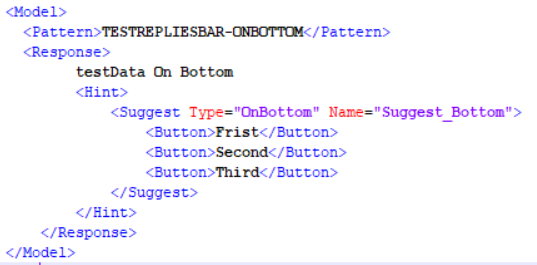 <Model>
<Pattern>TESTREPLIESBAR-ONBOTTOM</Pattern>
<Response>
testData On Bottom
<Hint>
<Suggest Type="OnBottom" Name="Suggest_Bottom">
<Button>Frist</Button>
<Button>Second</Button>
<Button>Third</Button>
</Suggest>
</Hint>
</Response>
</Model>